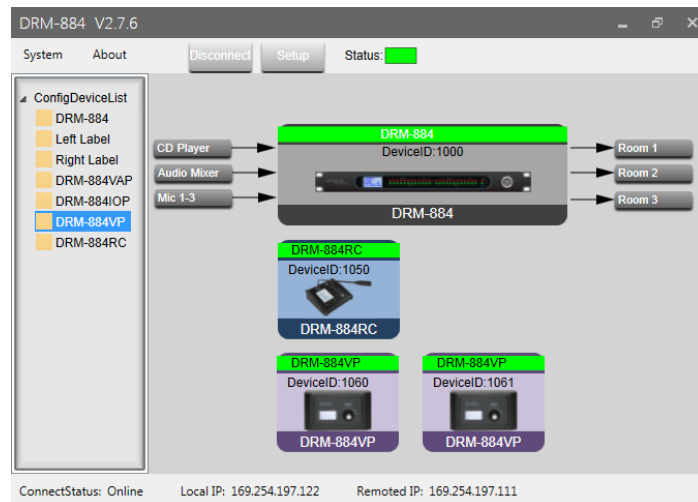 DRM-884 V2.7.6
System About Disconnect Setup Status:
ConfigDeviceList
DRM-884
Left Label
Right Label
DRM-884VAP
DRM-884IOP
DRM-884VP
DRM-884RC
CD Player
Audio Mixer
Mic 1-3
DRM-884
DeviceID:1000
DRM-884
Room 1
Room 2
Room 3
DRM-884RC
DeviceID:1050
DRM-884RC
DRM-884VP
DeviceID:1060
DRM-884VP
DRM-884VP
DeviceID:1061
DRM-884VP
ConnectStatus: Online Local IP: 169.254.197.122 Remoted IP: 169.254.197.111